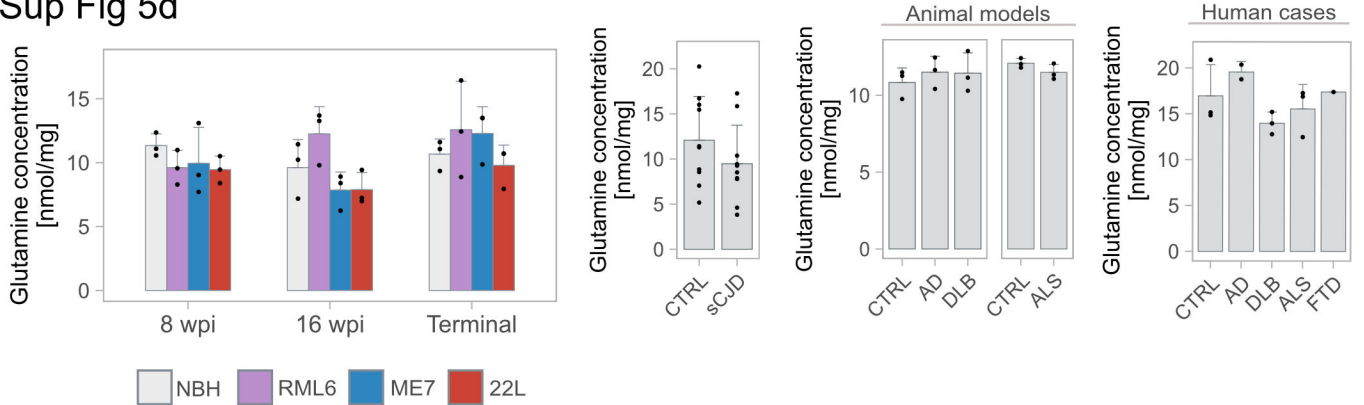 Sup Fig 5d
Glutamine concentration
[nmol/mg]
15
10
5
0
8 wpi
16 wpi
Terminal
NBH
RML6
ME7
22L
Glutamine concentration
[nmol/mg]
20
15
10
5
0
CTRL
sCJD
Animal models
Glutamine concentration
[nmol/mg]
10
5
0
CTRL
AD
DLB
CTRL
ALS
Human cases
Glutamine concentration
[nmol/mg]
20
15
10
5
0
CTRL
AD
DLB
ALS
FTD